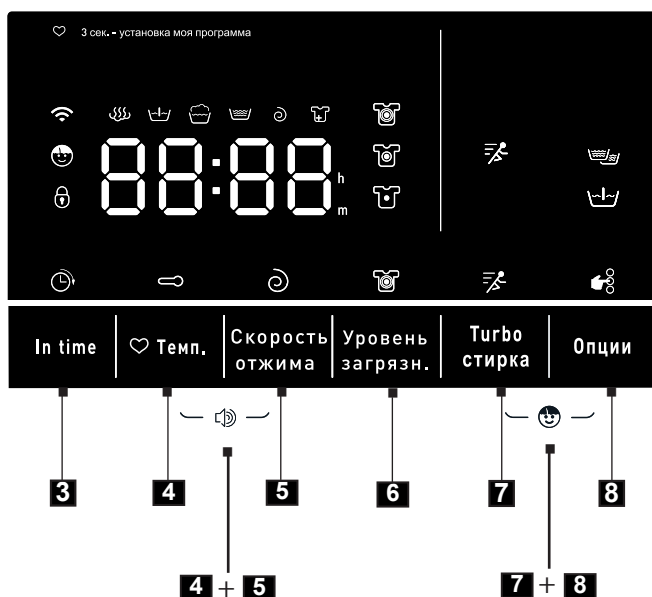 3 сек. - установка моя программа
88:88
h
m
In time
Темп.
Скорость
отжима
Уровень
загрязн.
Turbo
стирка
Опции
3
4
5
6
7
8
4 + 5
7 + 8